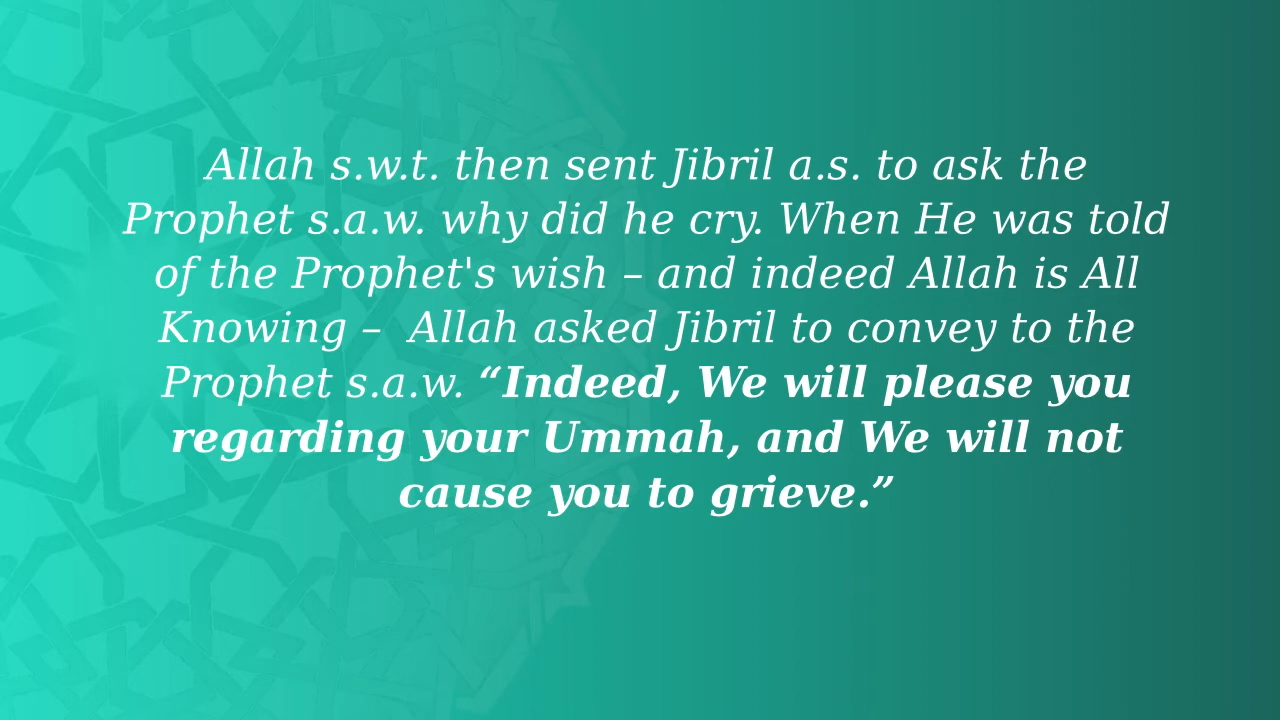 Allah s.w.t. then sent Jibril a.s. to ask the
Prophet s.a.w. why did he cry. When He was told
of the Prophet's wish – and indeed Allah is All
Knowing –  Allah asked Jibril to convey to the
Prophet s.a.w. “Indeed, We will please you
regarding your Ummah, and We will not
cause you to grieve.”